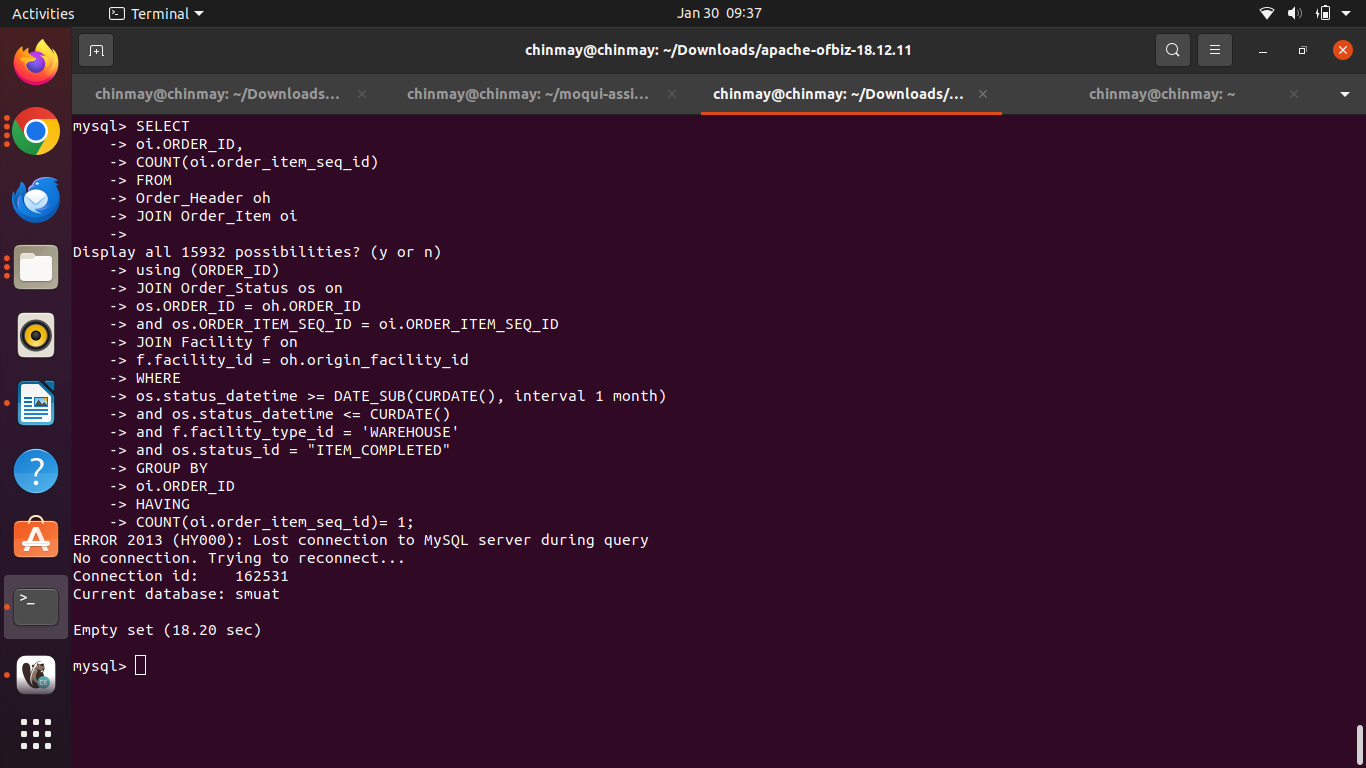 Activities
Terminal
Jan 30 09:37
chinmay@chinmay: ~/Downloads/apache-ofbiz-18.12.11
chinmay@chinmay: ~/Downloads...
chinmay@chinmay: ~/moqui-assi...
chinmay@chinmay: ~/Downloads/...
chinmay@chinmay: ~
mysql> SELECT
    -> oi.ORDER_ID,
    -> COUNT(oi.order_item_seq_id)
    -> FROM
    -> Order_Header oh
    -> JOIN Order_Item oi
    ->
Display all 15932 possibilities? (y or n)
    -> using (ORDER_ID)
    -> JOIN Order_Status os on
    -> os.ORDER_ID = oh.ORDER_ID
    -> and os.ORDER_ITEM_SEQ_ID = oi.ORDER_ITEM_SEQ_ID
    -> JOIN Facility f on
    -> f.facility_id = oh.origin_facility_id
    -> WHERE
    -> os.status_datetime >= DATE_SUB(CURDATE(), interval 1 month)
    -> and os.status_datetime <= CURDATE()
    -> and f.facility_type_id = 'WAREHOUSE'
    -> and os.status_id = "ITEM_COMPLETED"
    -> GROUP BY
    -> oi.ORDER_ID
    -> HAVING
    -> COUNT(oi.order_item_seq_id)= 1;
ERROR 2013 (HY000): Lost connection to MySQL server during query
No connection. Trying to reconnect...
Connection id:    162531
Current database: smuat
Empty set (18.20 sec)
mysql>